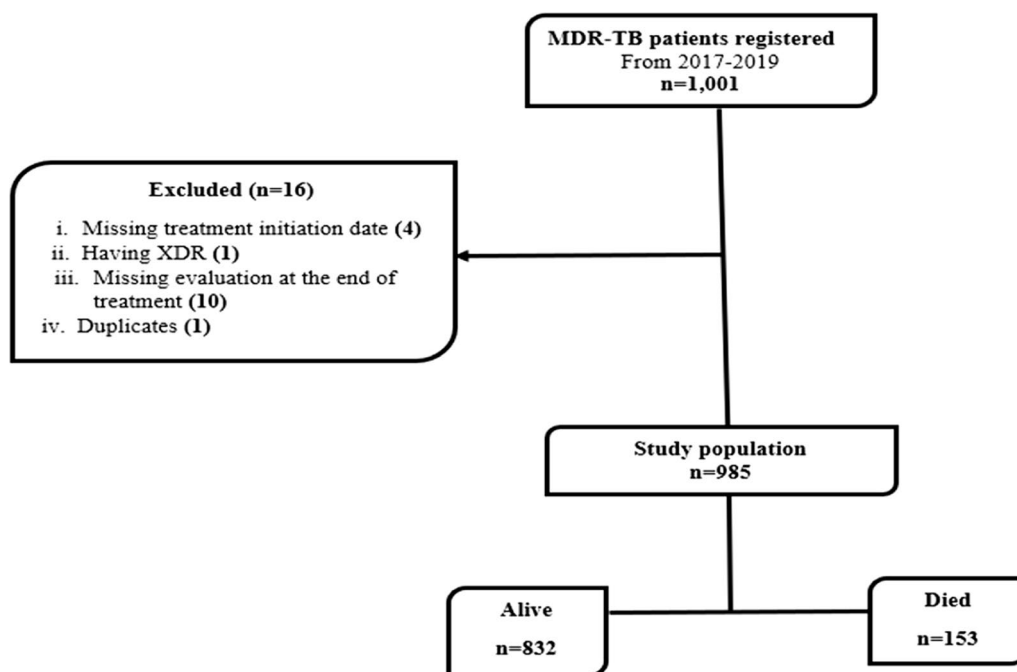 MDR-TB patients registered
From 2017-2019
n=1,001
Excluded (n=16)
i. Missing treatment initiation date (4)
ii. Having XDR (1)
iii. Missing evaluation at the end of
treatment (10)
iv. Duplicates (1)
Study population
n=985
Alive
n=832
Died
n=153